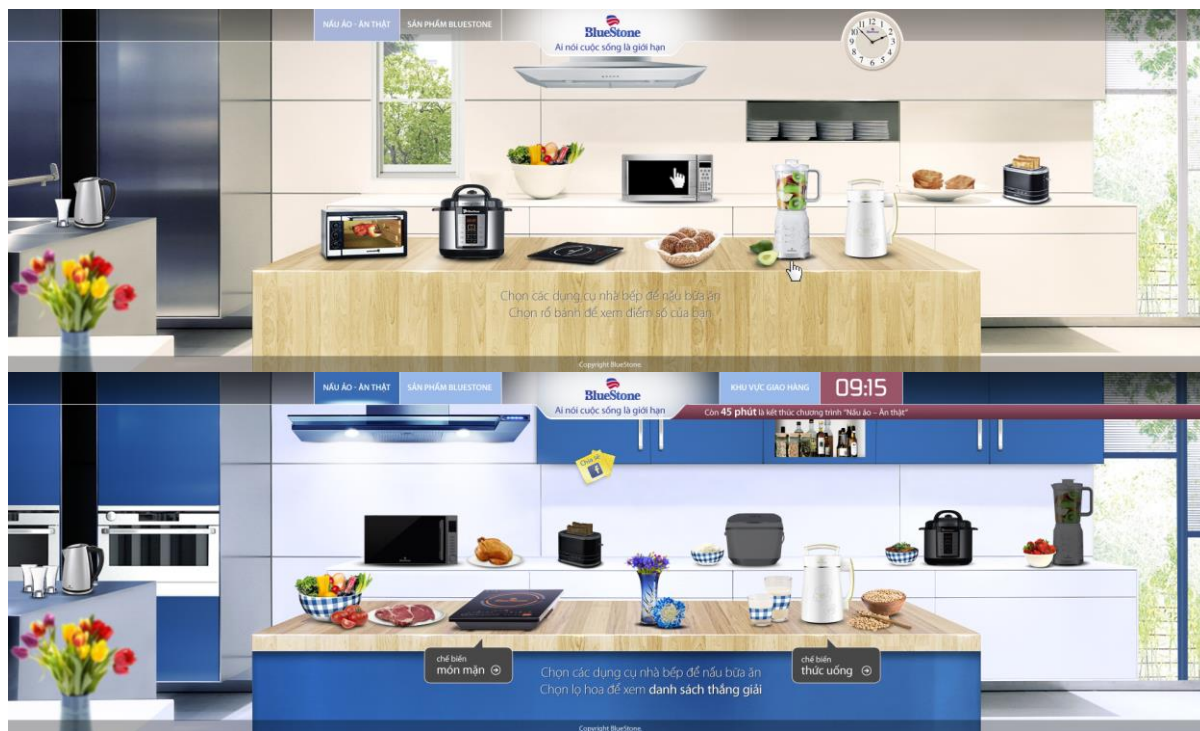 NẤU ẢO - ĂN THẬT
SẢN PHẨM BLUESTONE
BlueStone
Ai nói cuộc sống là giới hạn
Chọn các dụng cụ nhà bếp để nấu bữa ăn
Chọn rổ bánh để xem điểm số của bạn
Copyright BlueStone
NẤU ẢO - ĂN THẬT
SẢN PHẨM BLUESTONE
BlueStone
Ai nói cuộc sống là giới hạn
KHU VỰC GIAO HÀNG
09:15
Còn 45 phút là kết thúc chương trình "Nấu ảo – Ăn thật"
Chia sẻ
f
chế biến
món mặn
chế biến
thức uống
Chọn các dụng cụ nhà bếp để nấu bữa ăn
Chọn lọ hoa để xem danh sách thắng giải
Copyright BlueStone